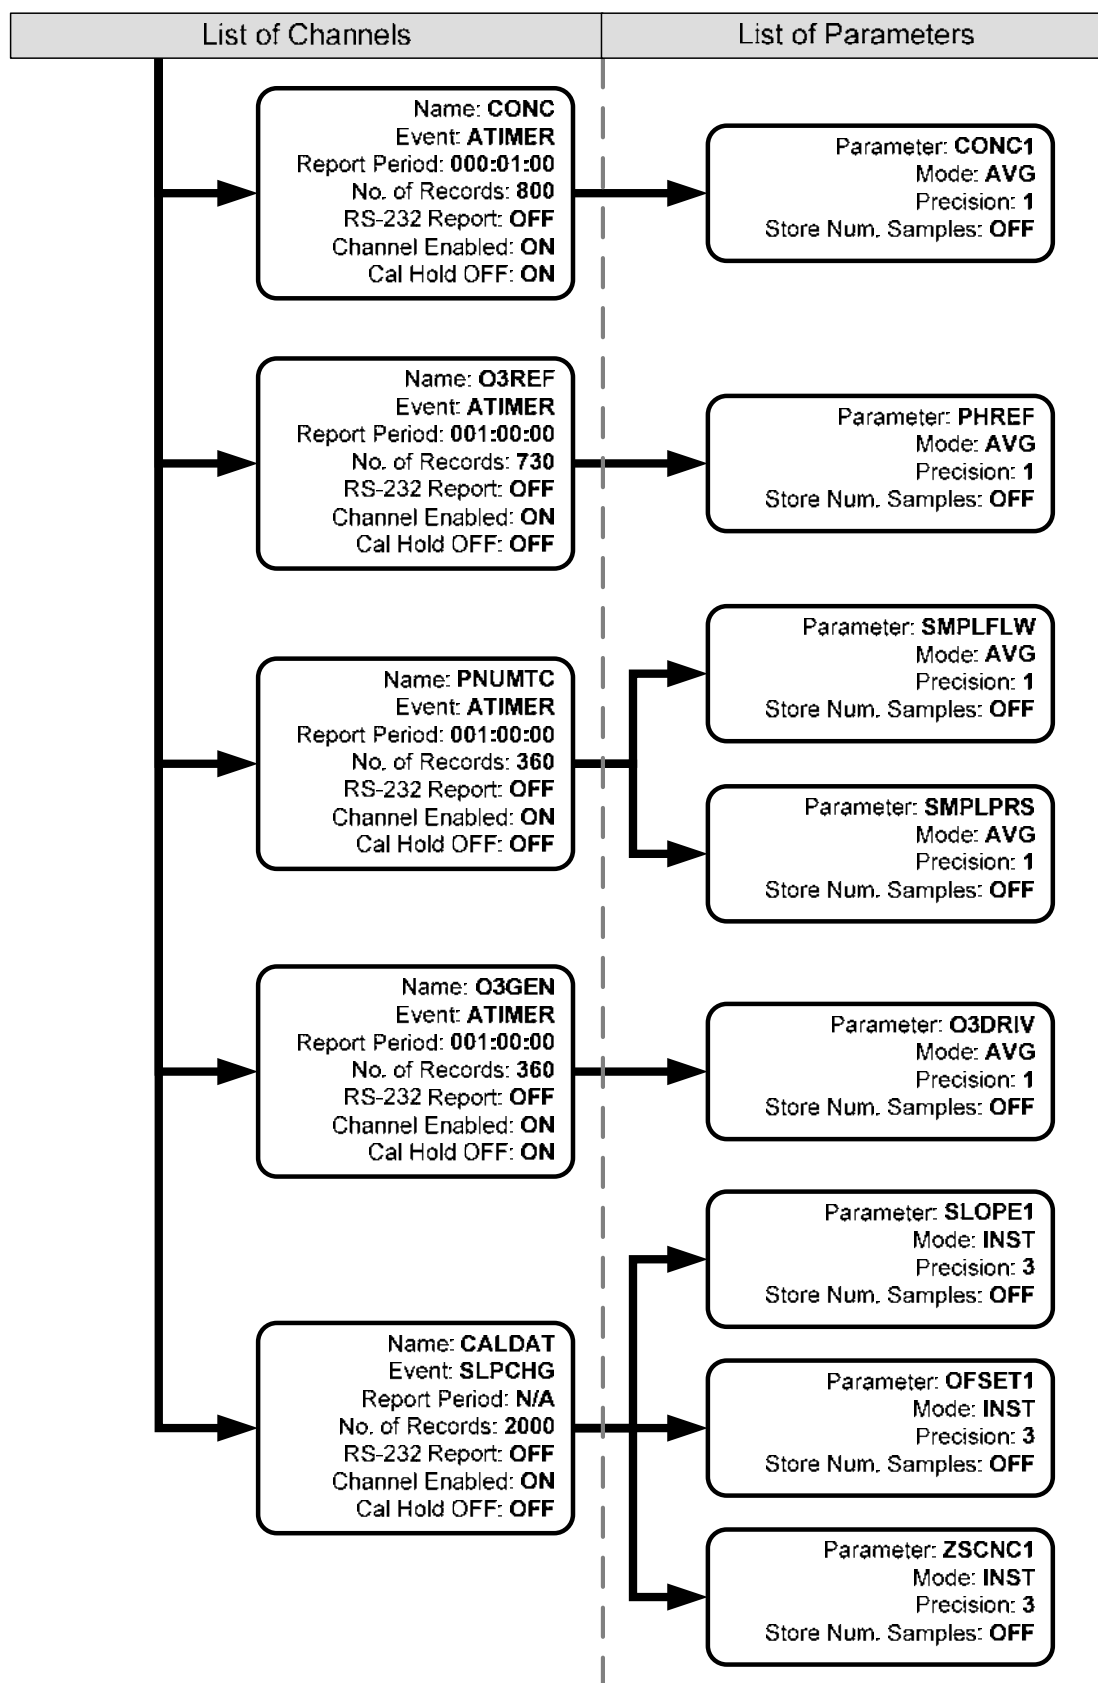 List of Channels
List of Parameters
Name: CONC
Event: ATIMER
Report Period: 000:01:00
No. of Records: 800
RS-232 Report: OFF
Channel Enabled: ON
Cal Hold OFF: ON
Parameter: CONC1
Mode: AVG
Precision: 1
Store Num. Samples: OFF
Name: O3REF
Event: ATIMER
Report Period: 001:00:00
No. of Records: 730
RS-232 Report: OFF
Channel Enabled: ON
Cal Hold OFF: OFF
Parameter: PHREF
Mode: AVG
Precision: 1
Store Num. Samples: OFF
Name: PNUMTC
Event: ATIMER
Report Period: 001:00:00
No. of Records: 360
RS-232 Report: OFF
Channel Enabled: ON
Cal Hold OFF: OFF
Parameter: SMPLFLW
Mode: AVG
Precision: 1
Store Num. Samples: OFF
Parameter: SMPLPRS
Mode: AVG
Precision: 1
Store Num. Samples: OFF
Name: O3GEN
Event: ATIMER
Report Period: 001:00:00
No. of Records: 360
RS-232 Report: OFF
Channel Enabled: ON
Cal Hold OFF: ON
Parameter: O3DRIV
Mode: AVG
Precision: 1
Store Num. Samples: OFF
Name: CALDAT
Event: SLPCHG
Report Period: N/A
No. of Records: 2000
RS-232 Report: OFF
Channel Enabled: ON
Cal Hold OFF: OFF
Parameter: SLOPE1
Mode: INST
Precision: 3
Store Num. Samples: OFF
Parameter: OFSET1
Mode: INST
Precision: 3
Store Num. Samples: OFF
Parameter: ZSCNC1
Mode: INST
Precision: 3
Store Num. Samples: OFF